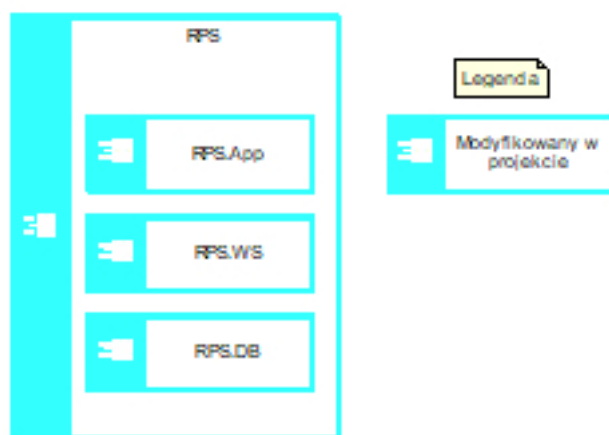 RPS
Legenda
RPS.App
Modyfikowany w
projekcie
RPS.WS
RPS.DB